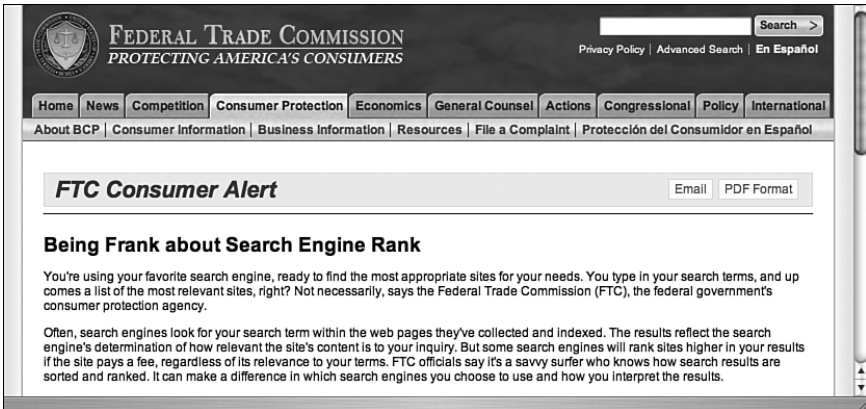 FEDERAL TRADE COMMISSION
PROTECTING AMERICA'S CONSUMERS
Search >
Privacy Policy | Advanced Search | En Español
Home News Competition Consumer Protection Economics General Counsel Actions Congressional Policy International
About BCP | Consumer Information | Business Information | Resources | File a Complaint | Protección del Consumidor en Español
FTC Consumer Alert
Email PDF Format
Being Frank about Search Engine Rank
You're using your favorite search engine, ready to find the most appropriate sites for your needs. You type in your search terms, and up
comes a list of the most relevant sites, right? Not necessarily, says the Federal Trade Commission (FTC), the federal government's
consumer protection agency.
Often, search engines look for your search term within the web pages they've collected and indexed. The results reflect the search
engine's determination of how relevant the site's content is to your inquiry. But some search engines will rank sites higher in your results
if the site pays a fee, regardless of its relevance to your terms. FTC officials say it's a savvy surfer who knows how search results are
sorted and ranked. It can make a difference in which search engines you choose to use and how you interpret the results.